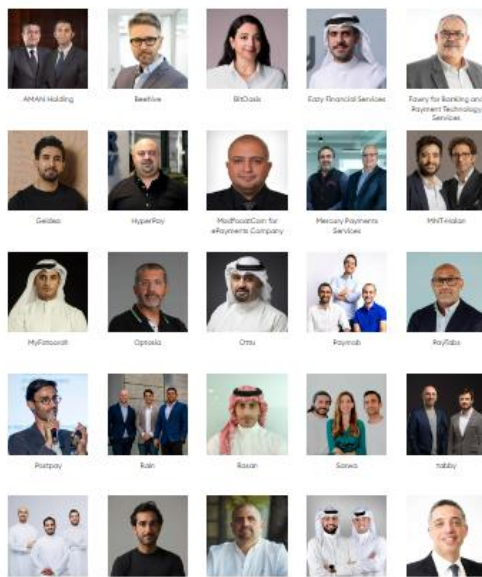 AMANI Holding
Beehive
BitOasis
Eazy Financial Services
Fawry for Banking and
Payment Technology
Services
Geidea
HyperPay
MadfooatCom for
ePayments Company
Mercury Payments
Services
MNT-Halan
MyFatoorah
Optasia
Ottu
Paymob
PayTabs
Postpay
Rain
Rasan
Sarwa
tabby